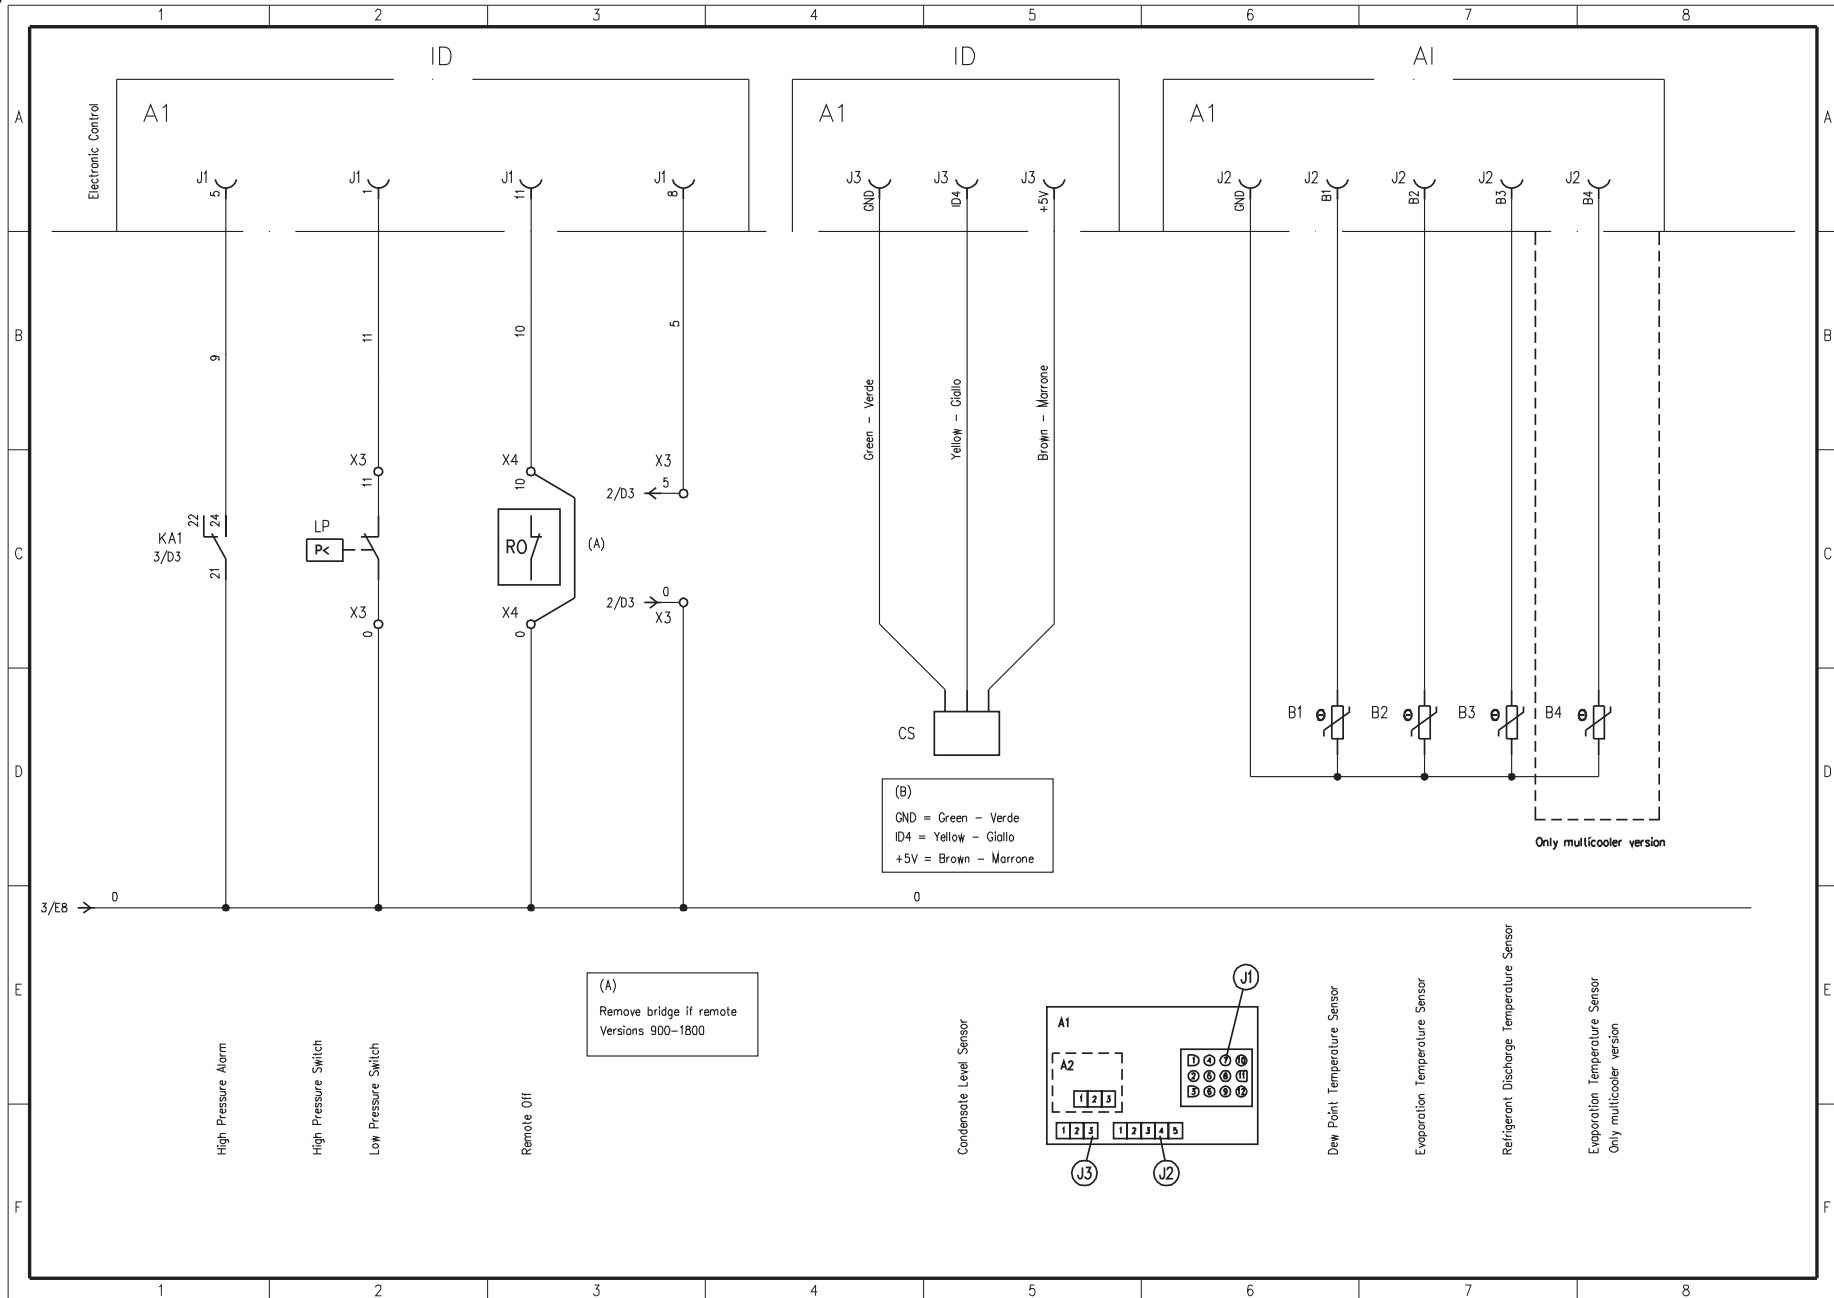 1 2 3 4 5 6 7 8
ID ID AI
A A
Electronic Control
A1 A1 A1
J1 J1 J1 J1 J3 J3 J3 J2 J2 J2 J2 J2
5 1 11 8 GND ID4 +5V GND B1 B2 B3 B4
B B
9 11 10 5
Green - Verde
Yellow - Giallo
Brown - Marrone
X3 X4 X3
11 10 2/D3 5
22 24 LP
KA1 P< RO (A)
3/D3
C C
21
2/D3 0
X3 X4 X3
0 0
B1 θ B2 θ B3 θ B4 θ
CS
D D
(B)
GND = Green - Verde
ID4 = Yellow - Giallo
+5V = Brown - Marrone
Only multicooler version
3/E8 0 0
E E
(A)
Remove bridge if remote
Versions 900-1800
High Pressure Alarm
High Pressure Switch
Low Pressure Switch
Remote Off
Condensate Level Sensor
J1
A1
A2
1 4 7 10
2 5 8 11
3 6 9 12
1 2 3
1 2 3 1 2 3 4 5
J3 J2
Dew Point Temperature Sensor
Evaporation Temperature Sensor
Refrigerant Discharge Temperature Sensor
Evaporation Temperature Sensor
Only multicooler version
F F
1 2 3 4 5 6 7 8